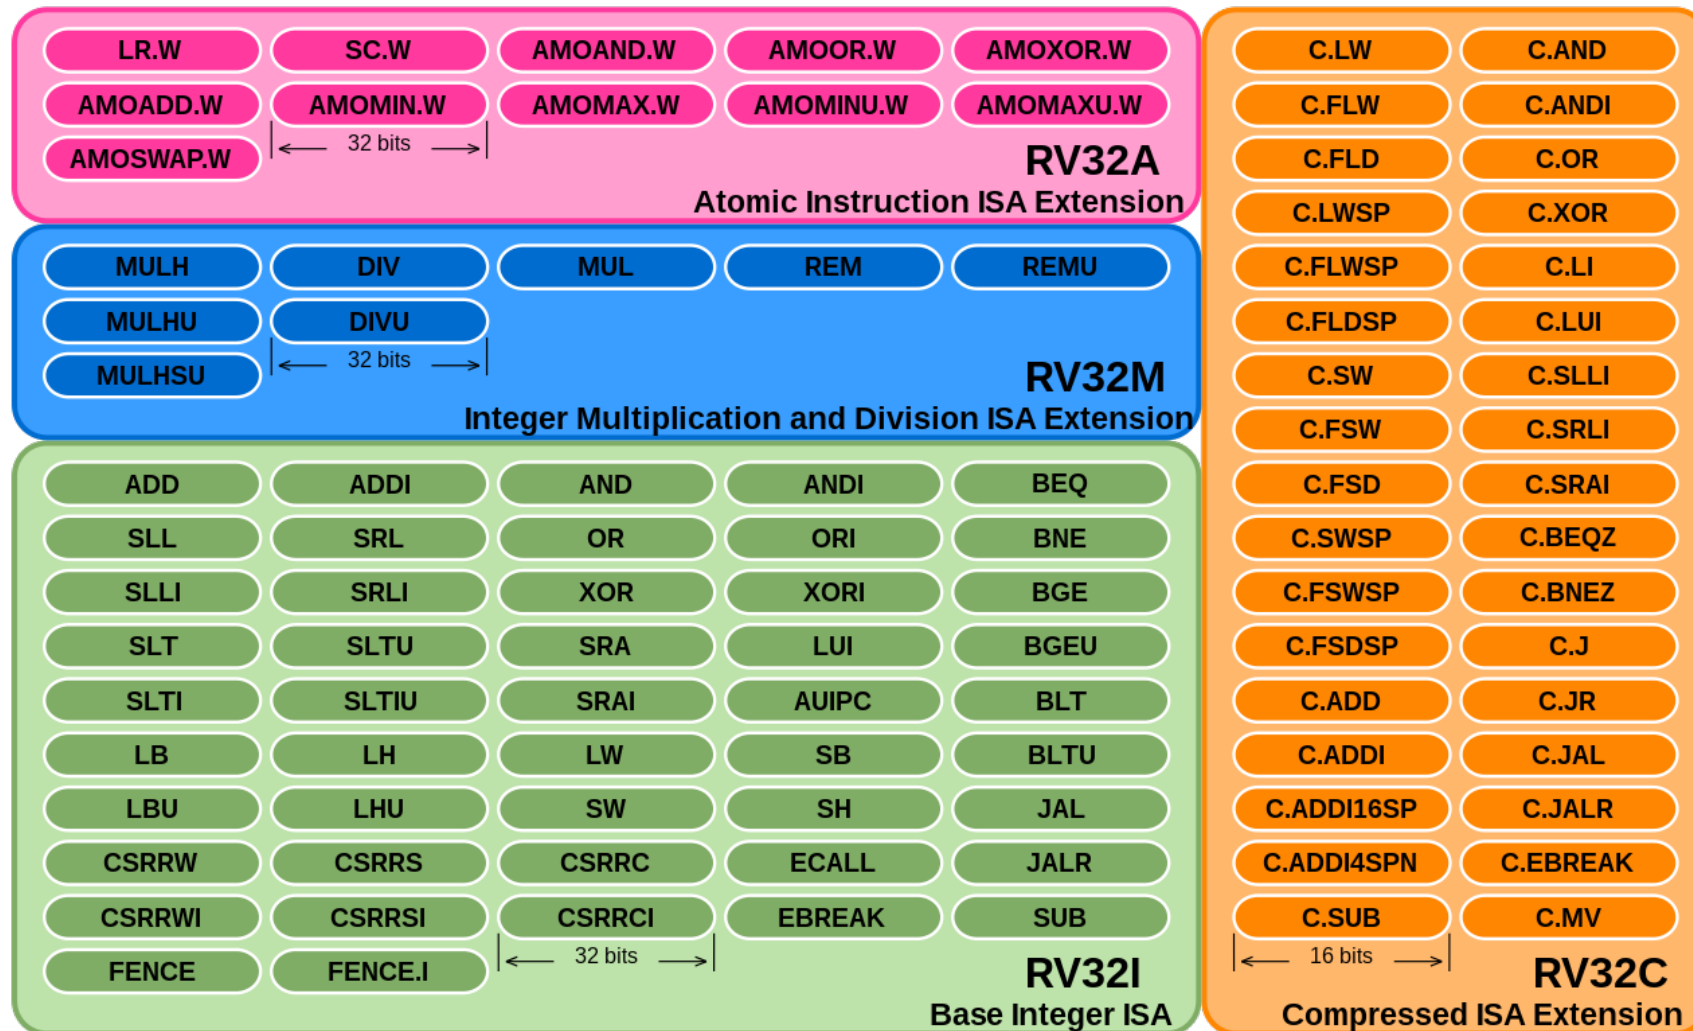 LR.W SC.W AMOAND.W AMOOR.W AMOXOR.W
AMOADD.W AMOMIN.W AMOMAX.W AMOMINU.W AMOMAXU.W
AMOSWAP.W 32 bits
RV32A
Atomic Instruction ISA Extension
MULH DIV MUL REM REMU
MULHU DIVU
MULHSU 32 bits
RV32M
Integer Multiplication and Division ISA Extension
ADD ADDI AND ANDI BEQ
SLL SRL OR ORI BNE
SLLI SRLI XOR XORI BGE
SLT SLTU SRA LUI BGEU
SLTI SLTIU SRAI AUIPC BLT
LB LH LW SB BLTU
LBU LHU SW SH JAL
CSRRW CSRRS CSRRC ECALL JALR
CSRRWI CSRRSI CSRRCI EBREAK SUB
FENCE FENCE.I 32 bits
RV32I
Base Integer ISA
C.LW C.AND
C.FLW C.ANDI
C.FLD C.OR
C.LWSP C.XOR
C.FLWSP C.LI
C.FLDSP C.LUI
C.SW C.SLLI
C.FSW C.SRLI
C.FSD C.SRAI
C.SWSP C.BEQZ
C.FSWSP C.BNEZ
C.FSDSP C.J
C.ADD C.JR
C.ADDI C.JAL
C.ADDI16SP C.JALR
C.ADDI4SPN C.EBREAK
C.SUB C.MV
16 bits
RV32C
Compressed ISA Extension